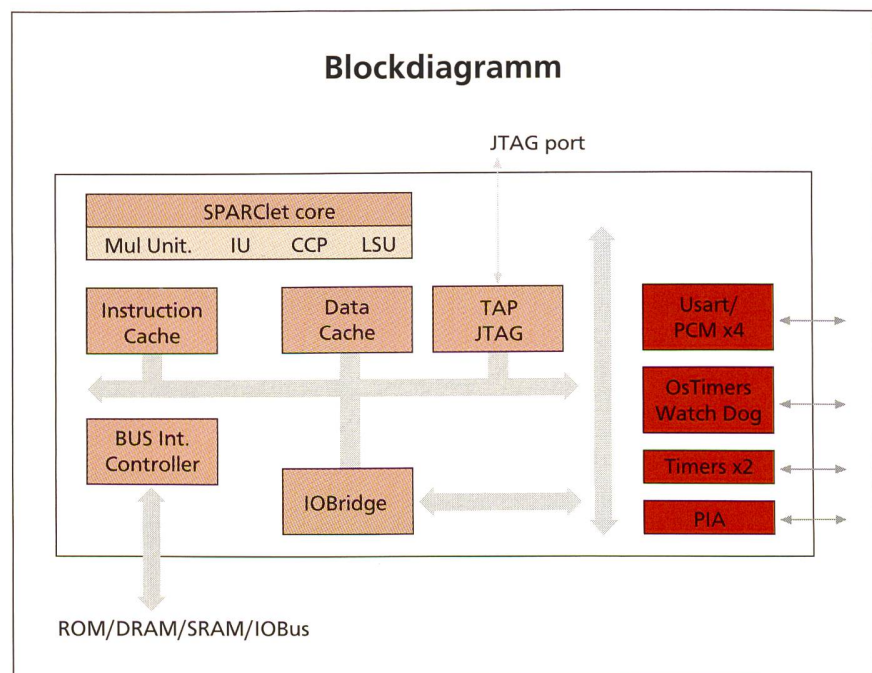 Blockdiagramm
JTAG port
SPARClet core
Mul Unit. IU CCP LSU
Instruction
Cache
Data
Cache
TAP
JTAG
Usart/
PCM x4
OsTimers
Watch Dog
BUS Int.
Controller
Timers x2
IOBridge
PIA
ROM/DRAM/SRAM/IOBus